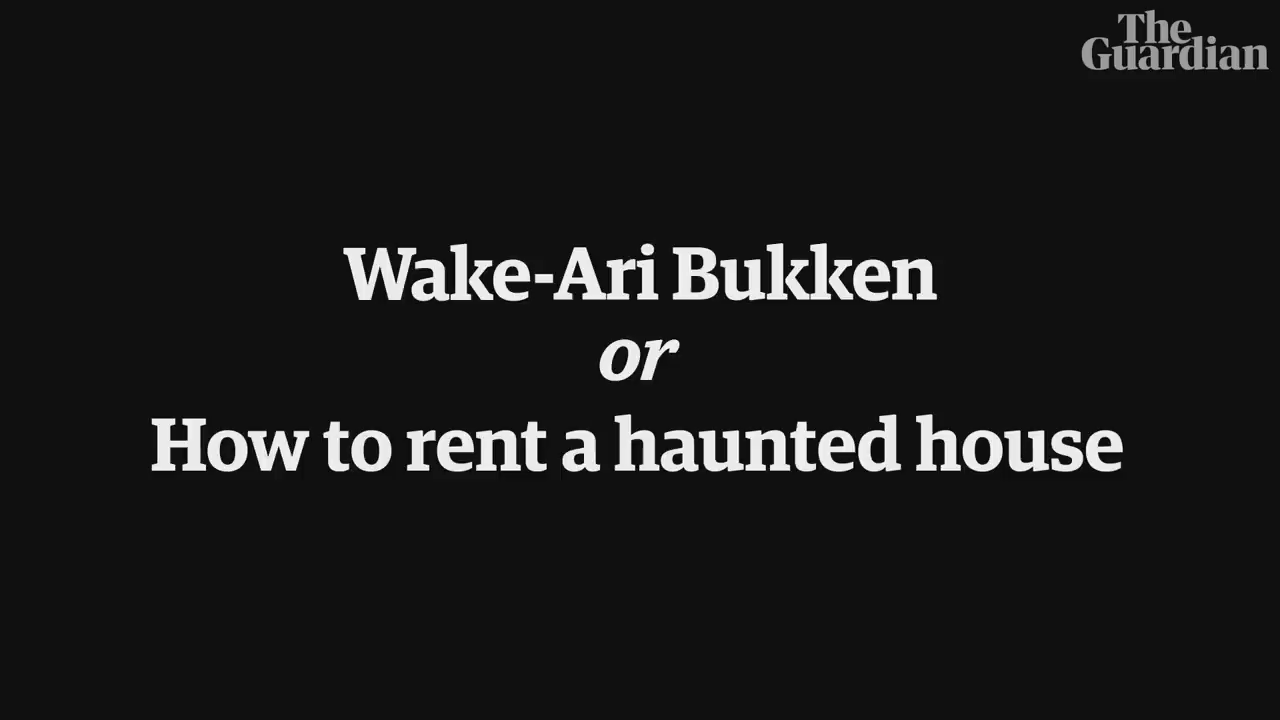 The
Guardian
Wake-Ari Bukken
or
How to rent a haunted house